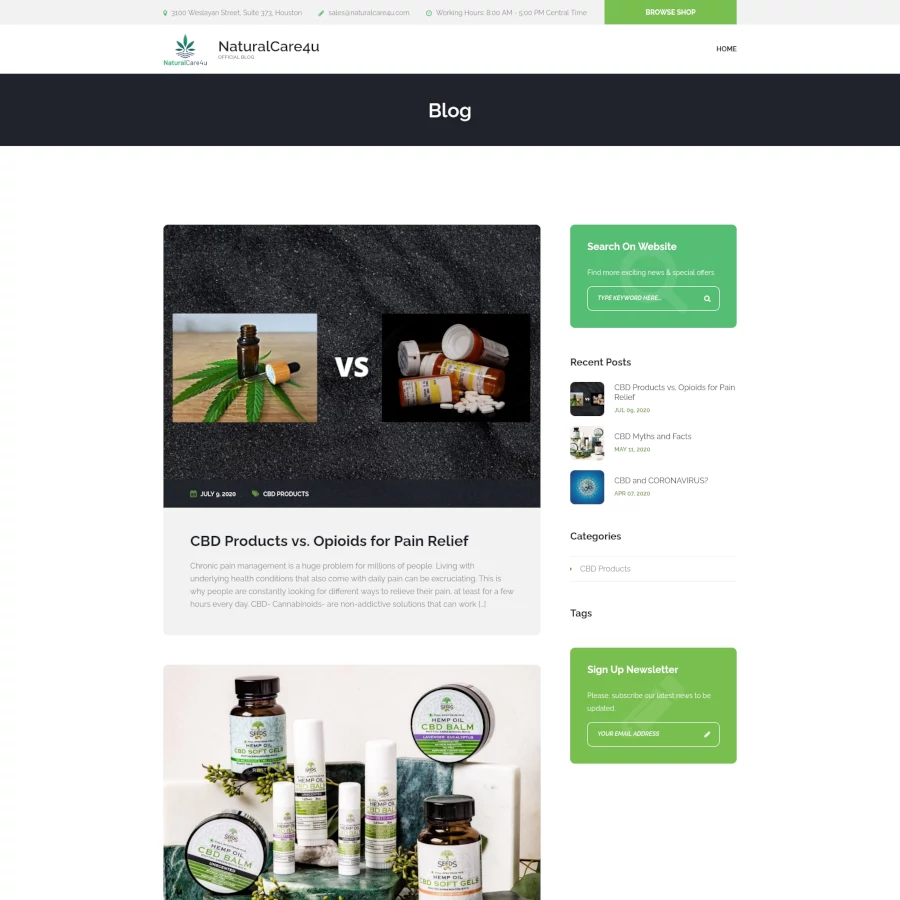 3100 Weslayan Street, Suite 373, Houston
sales@naturalcare4u.com
Working Hours: 8:00 AM - 5:00 PM Central Time
BROWSE SHOP
NaturalCare4u
NaturalCare4u
OFFICIAL BLOG
HOME
Blog
VS
JULY 9, 2020
CBD PRODUCTS
CBD Products vs. Opioids for Pain Relief
Chronic pain management is a huge problem for millions of people. Living with
underlying health conditions that also come with daily pain can be excruciating. This is
why people are constantly looking for different ways to relieve their pain, at least for a few
hours every day. CBD- Cannabinoids- are non-addictive solutions that can work [...]
SEEDS
HEMP OIL
CBD SOFT GELS
HEMP OIL
CBD BALM
LAVENDER EUCALYPTUS
HEMP OIL
CBD BALM
SEEDS
HEMP OIL
CBD BALM
UNSCENTED
SEEDS
HEMP OIL
CBD SOFT GELS
Search On Website
Find more exciting news & special offers
TYPE KEYWORD HERE...
Recent Posts
CBD Products vs. Opioids for Pain
Relief
JUL 09, 2020
CBD Myths and Facts
MAY 11, 2020
CBD and CORONAVIRUS?
APR 07, 2020
Categories
CBD Products
Tags
Sign Up Newsletter
Please, subscribe our latest news to be
updated.
YOUR EMAIL ADDRESS